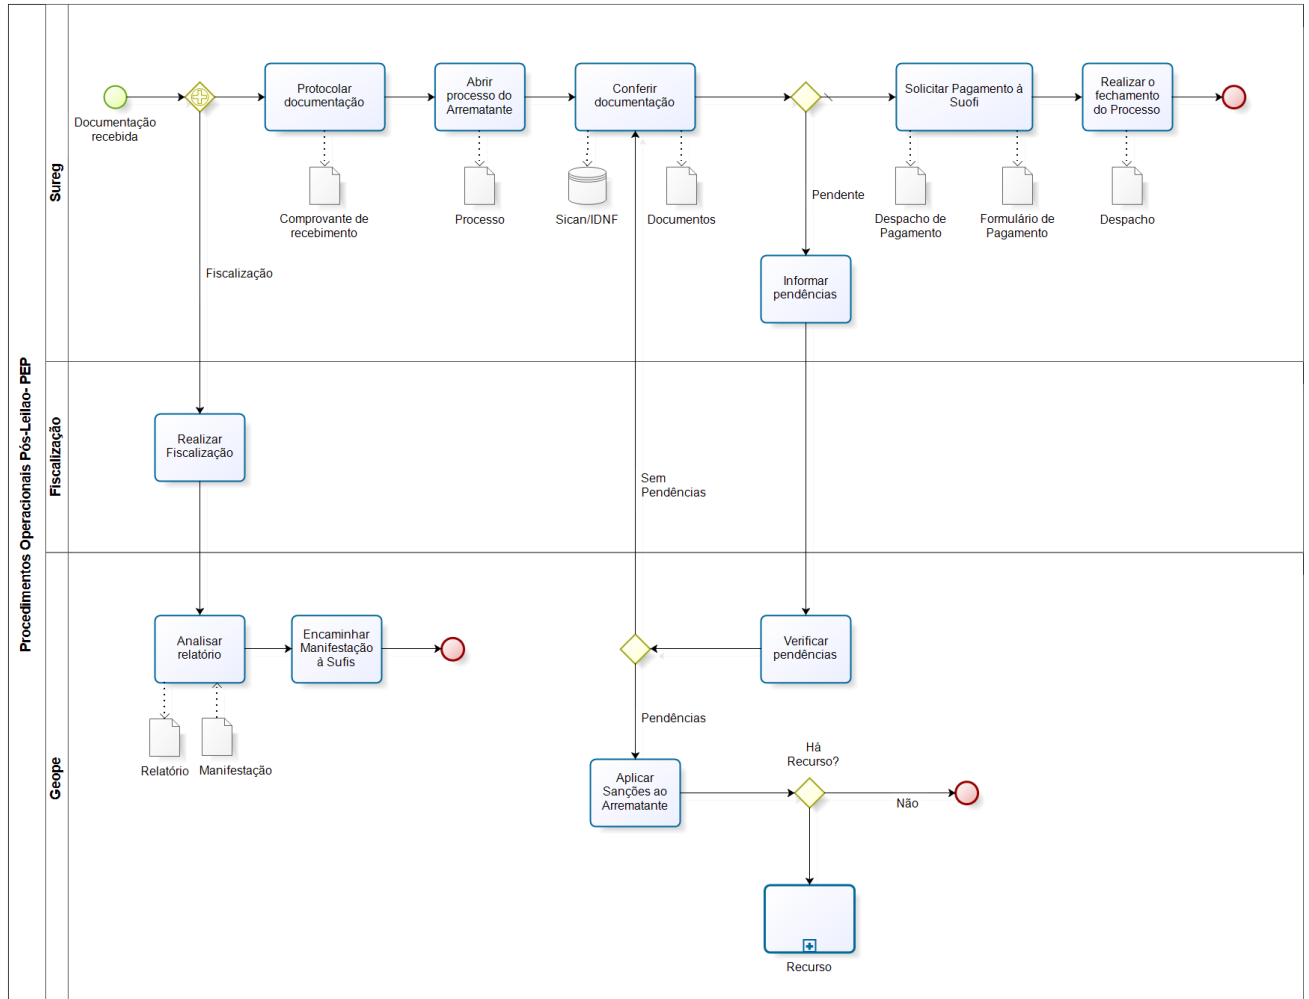 Procedimentos Operacionais Pós-Leilao- PEP
Sureg
Documentação
recebida
Protocolar
documentação
Abrir
processo do
Arrematante
Conferir
documentação
Solicitar Pagamento à
Suofi
Realizar o
fechamento
do Processo
Comprovante de
recebimento
Processo
Sican/IDNF
Documentos
Pendente
Despacho de
Pagamento
Formulário de
Pagamento
Despacho
Fiscalização
Informar
pendências
Fiscalização
Realizar
Fiscalização
Sem
Pendências
Geope
Analisar
relatório
Encaminhar
Manifestação
à Sufis
Verificar
pendências
Relatório
Manifestação
Pendências
Aplicar
Sanções ao
Arrematante
Há
Recurso?
Não
Recurso